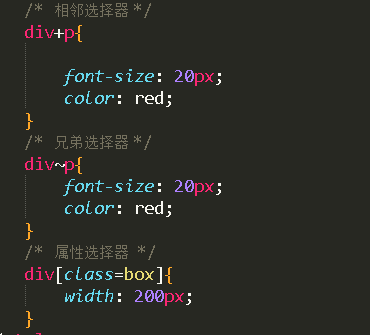 /* 相邻选择器 */
div+p{
font-size: 20px;
color: red;
}
/* 兄弟选择器 */
div~p{
font-size: 20px;
color: red;
}
/* 属性选择器 */
div[class=box]{
width: 200px;
}